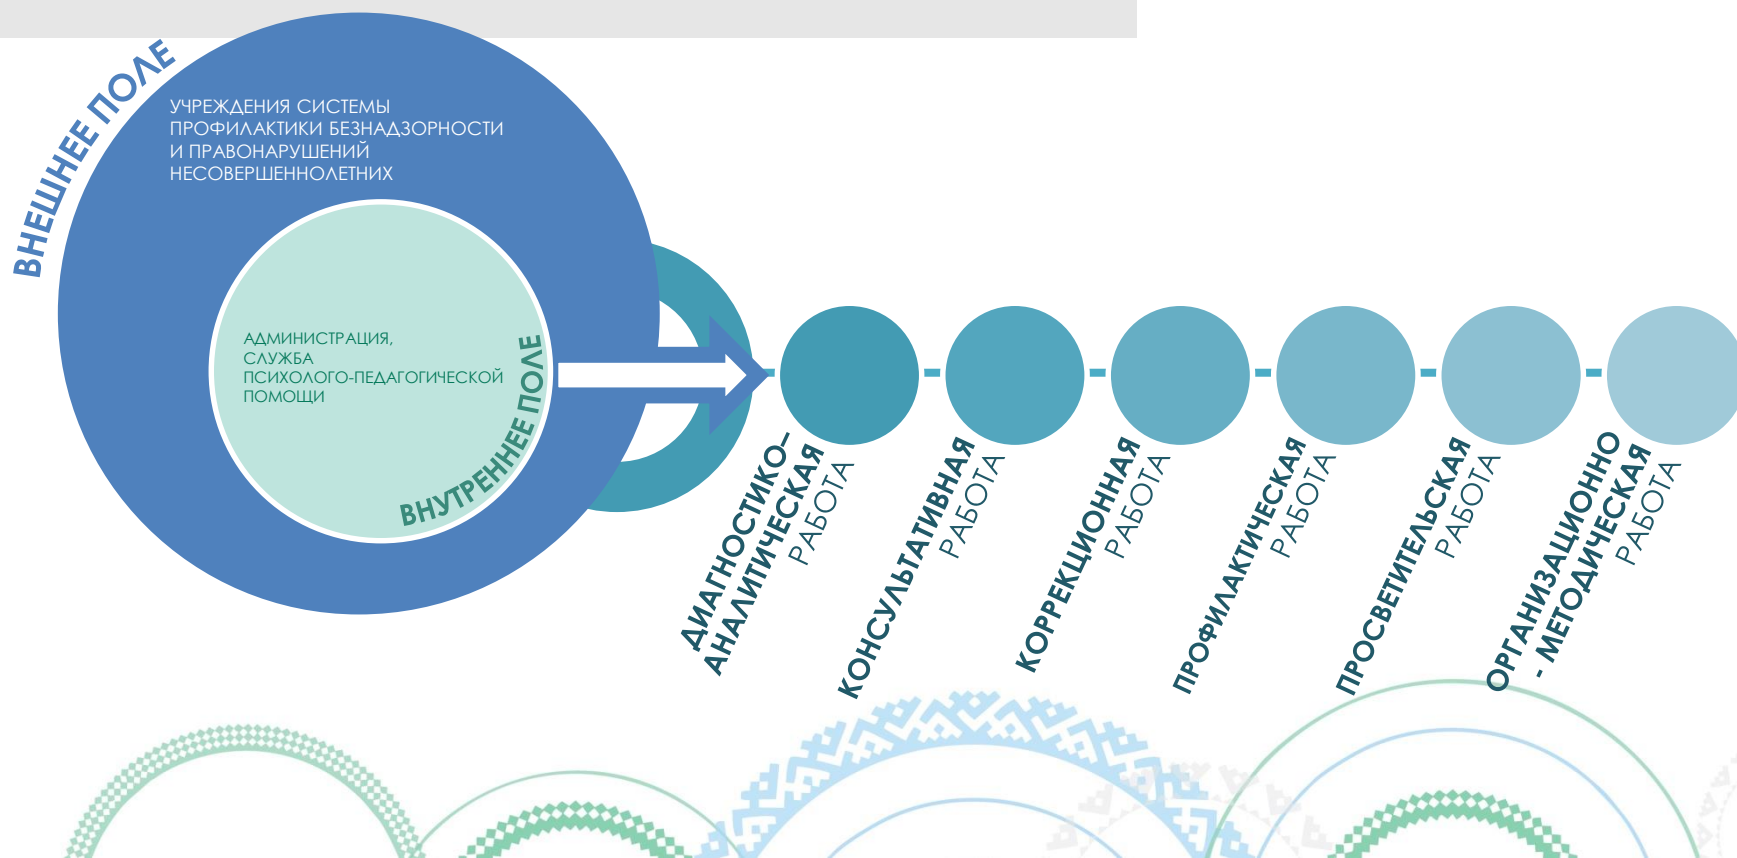 ВНЕШНЕЕ ПОЛЕ
УЧРЕЖДЕНИЯ СИСТЕМЫ
ПРОФИЛАКТИКИ БЕЗНАДЗОРНОСТИ
И ПРАВОНАРУШЕНИЙ
НЕСОВЕРШЕННОЛЕТНИХ
АДМИНИСТРАЦИЯ,
СЛУЖБА
ПСИХОЛОГО-ПЕДАГОГИЧЕСКОЙ
ПОМОЩИ
ВНУТРЕННЕЕ ПОЛЕ
ДИАГНОСТИКО–
АНАЛИТИЧЕСКАЯ
РАБОТА
КОНСУЛЬТАТИВНАЯ
РАБОТА
КОРРЕКЦИОННАЯ
РАБОТА
ПРОФИЛАКТИЧЕСКАЯ
РАБОТА
ПРОСВЕТИТЕЛЬСКАЯ
РАБОТА
ОРГАНИЗАЦИОННО
- МЕТОДИЧЕСКАЯ
РАБОТА